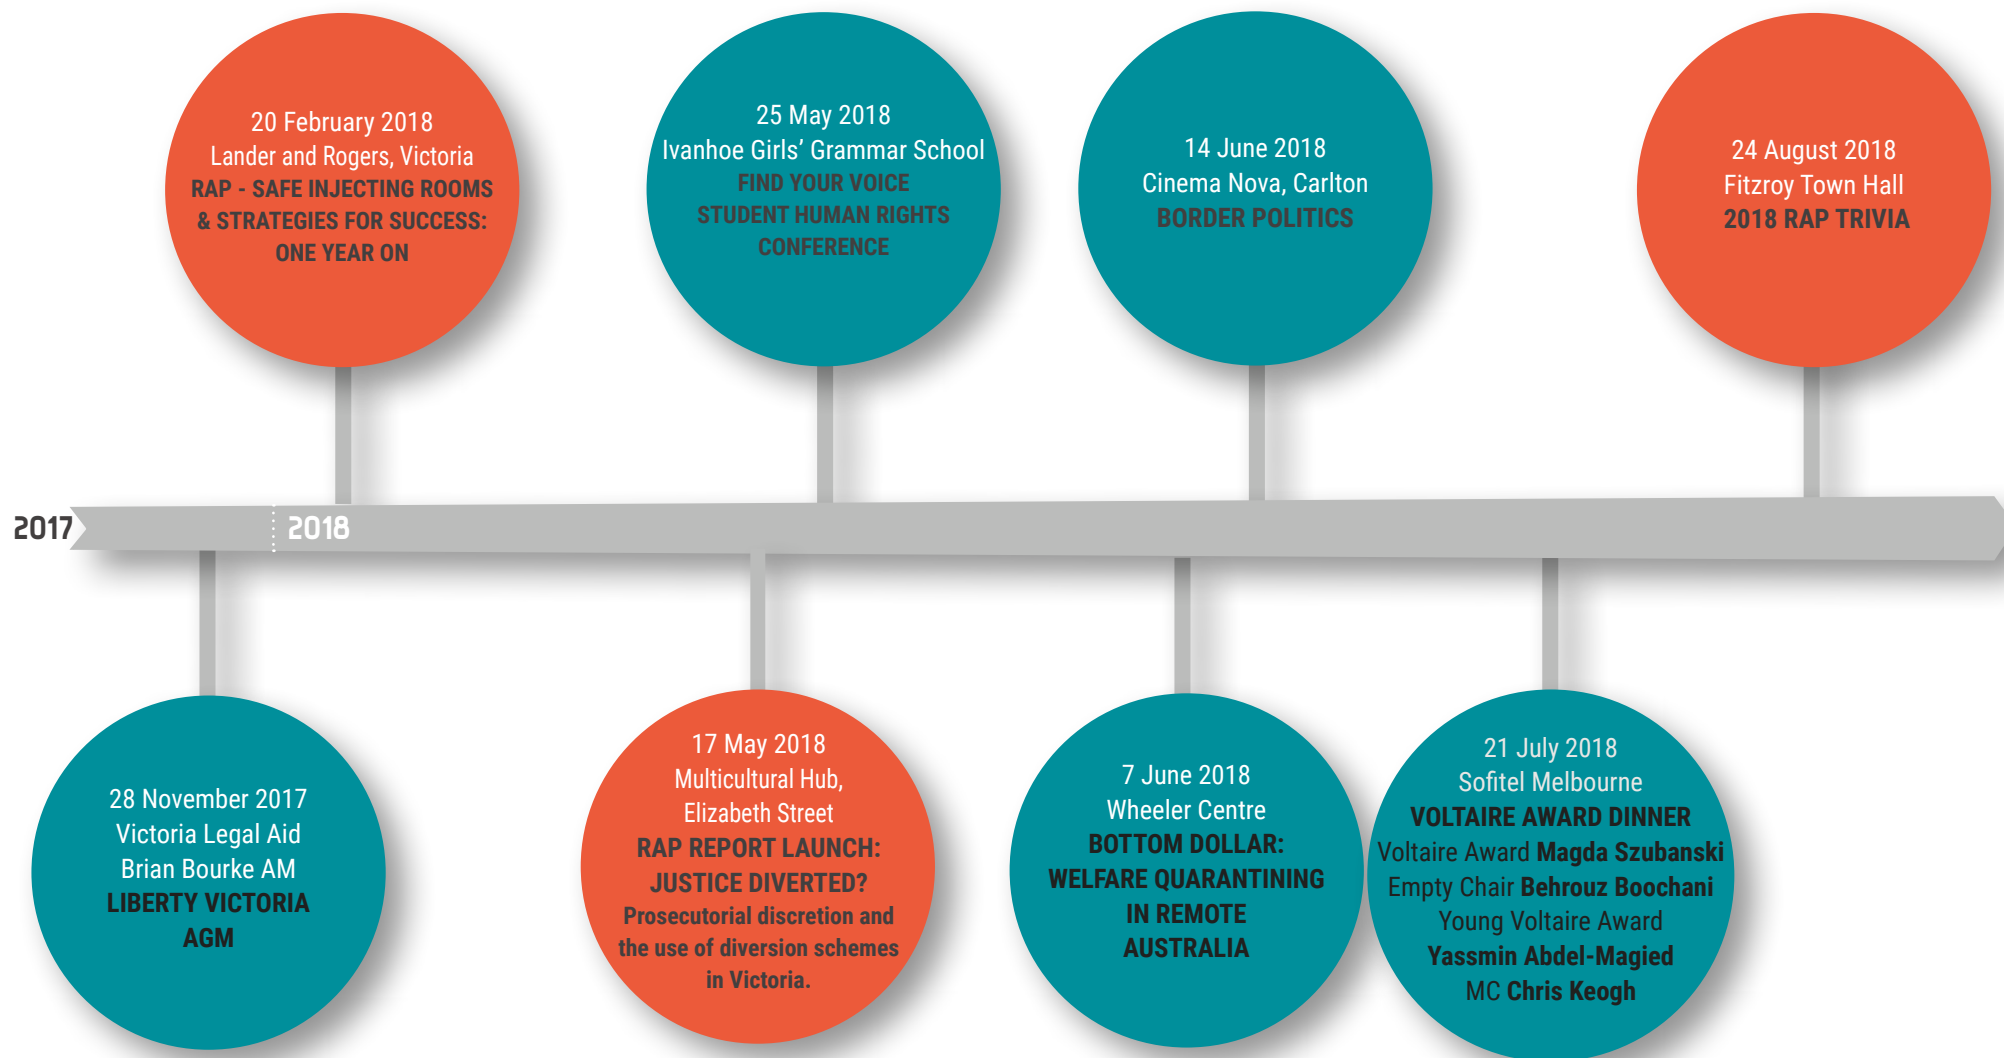 20 February 2018
Lander and Rogers, Victoria
RAP - SAFE INJECTING ROOMS
& STRATEGIES FOR SUCCESS:
ONE YEAR ON
25 May 2018
Ivanhoe Girls’ Grammar School
FIND YOUR VOICE
STUDENT HUMAN RIGHTS
CONFERENCE
14 June 2018
Cinema Nova, Carlton
BORDER POLITICS
24 August 2018
Fitzroy Town Hall
2018 RAP TRIVIA
2017
2018
28 November 2017
Victoria Legal Aid
Brian Bourke AM
LIBERTY VICTORIA
AGM
17 May 2018
Multicultural Hub,
Elizabeth Street
RAP REPORT LAUNCH:
JUSTICE DIVERTED?
Prosecutorial discretion and
the use of diversion schemes
in Victoria.
7 June 2018
Wheeler Centre
BOTTOM DOLLAR:
WELFARE QUARANTINING
IN REMOTE
AUSTRALIA
21 July 2018
Sofitel Melbourne
VOLTAIRE AWARD DINNER
Voltaire Award Magda Szubanski
Empty Chair Behrouz Boochani
Young Voltaire Award
Yassmin Abdel-Magied
MC Chris Keogh